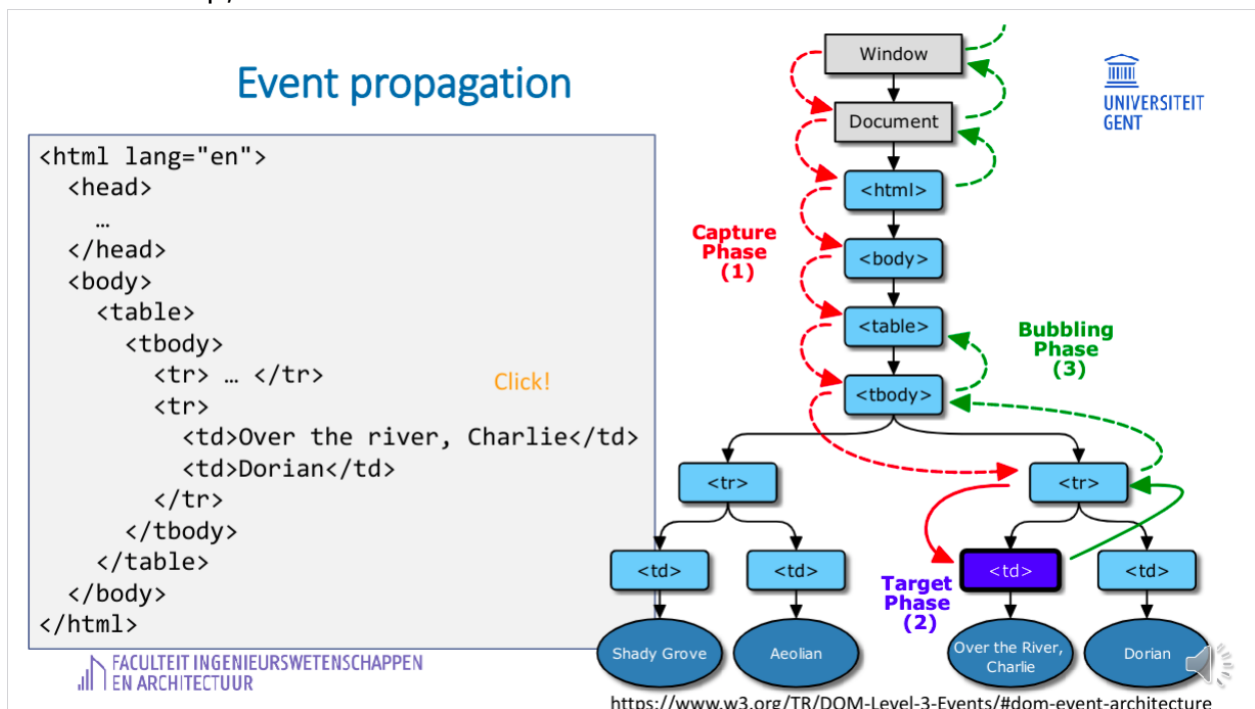 Event propagation
<html lang="en">
<head>
…
</head>
<body>
<table>
<tbody>
<tr> … </tr>
<tr>
<td>Over the river, Charlie</td>
<td>Dorian</td>
</tr>
</tbody>
</table>
</body>
</html>
Click!
FACULTEIT INGENIEURSWETENSCHAPPEN
EN ARCHITECTUUR
Window
Document
<html>
<body>
<table>
<tbody>
<tr>
<tr>
<td>
<td>
<td>
<td>
Shady Grove
Aeolian
Over the River,
Charlie
Dorian
Capture
Phase
(1)
Target
Phase
(2)
Bubbling
Phase
(3)
UNIVERSITEIT
GENT
https://www.w3.org/TR/DOM-Level-3-Events/#dom-event-architecture